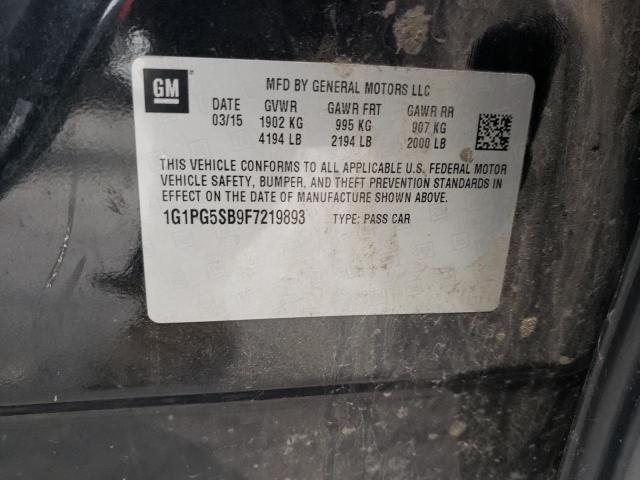 GM
MFD BY GENERAL MOTORS LLC
DATE GVWR GAWR FRT GAWR RR
03/15 1902 KG 995 KG 907 KG
4194 LB 2194 LB 2000 LB
THIS VEHICLE CONFORMS TO ALL APPLICABLE U.S. FEDERAL MOTOR
VEHICLE SAFETY, BUMPER, AND THEFT PREVENTION STANDARDS IN
EFFECT ON THE DATE OF MANUFACTURE SHOWN ABOVE.
1G1PG5SB9F7219893 TYPE: PASS CAR